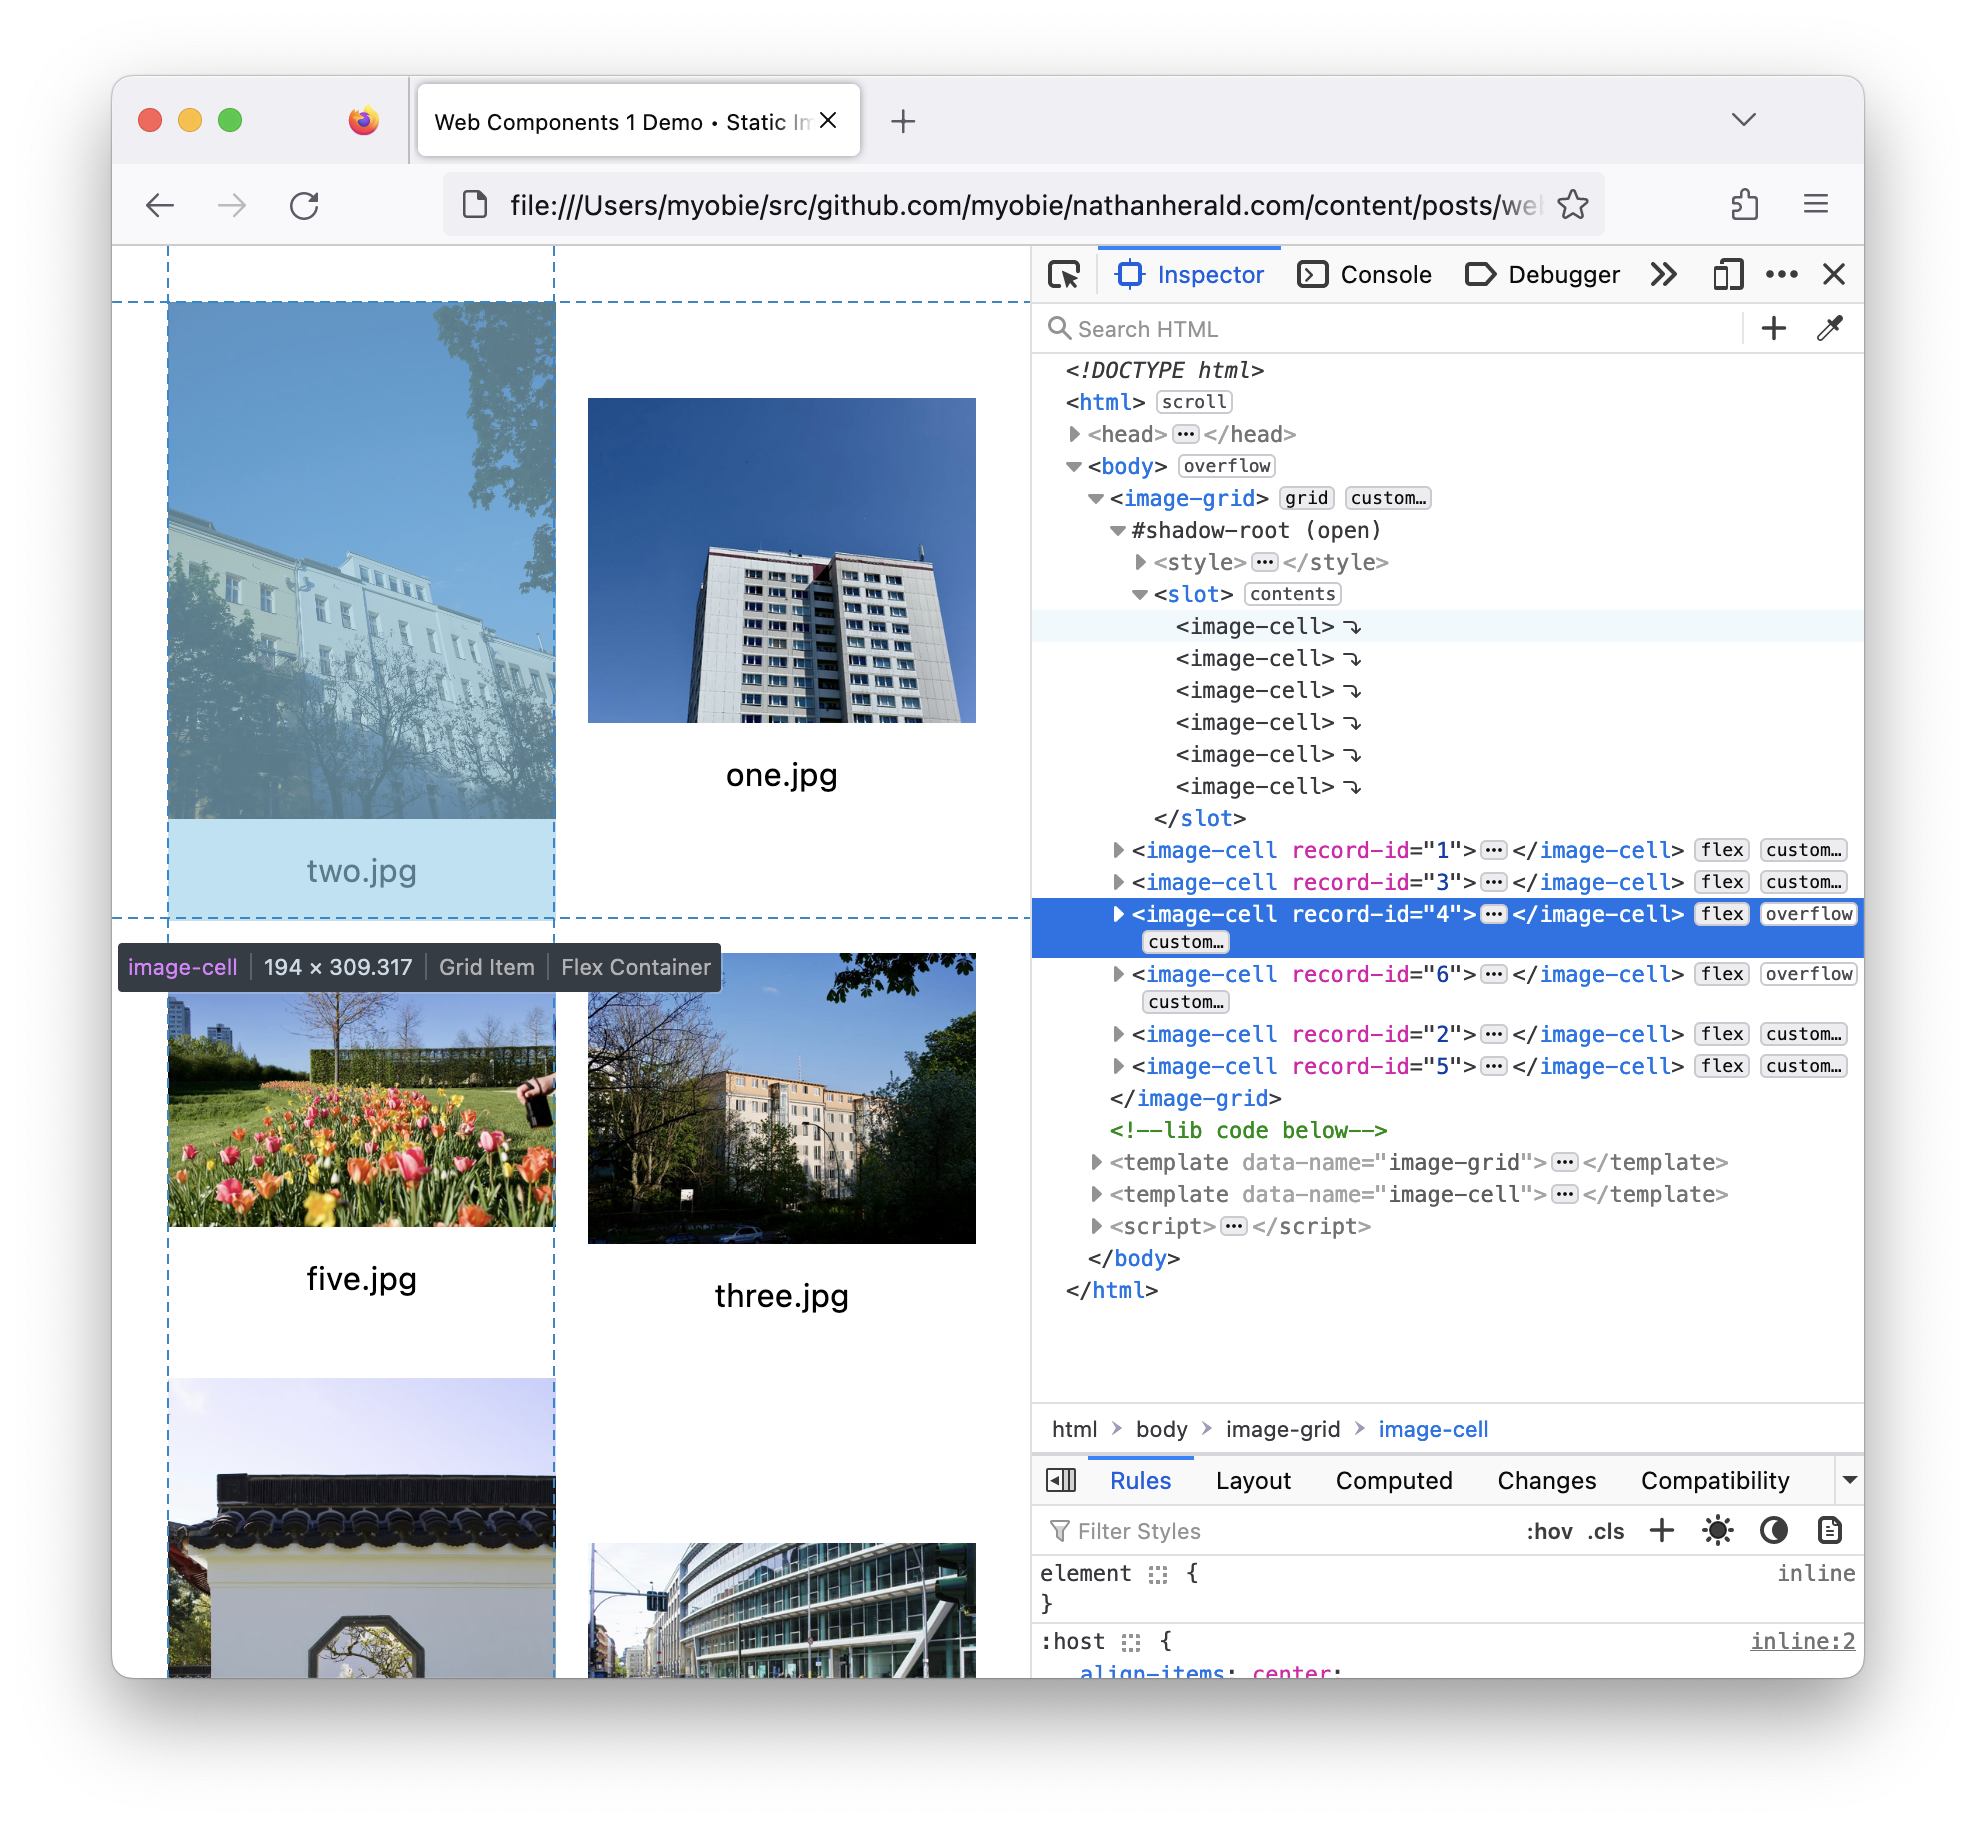 Web Components 1 Demo • Static Im
file:///Users/myobie/src/github.com/myobie/nathanherald.com/content/posts/we
one.jpg
two.jpg
image-cell 194 × 309.317 Grid Item Flex Container
five.jpg
three.jpg
Inspector Console Debugger
Search HTML
<!DOCTYPE html>
<html> scroll
<head> ··· </head>
<body> overflow
<image-grid> grid custom…
#shadow-root (open)
<style> ··· </style>
<slot> contents
<image-cell>
<image-cell>
<image-cell>
<image-cell>
<image-cell>
<image-cell>
</slot>
<image-cell record-id="1"> ··· </image-cell> flex custom…
<image-cell record-id="3"> ··· </image-cell> flex custom…
<image-cell record-id="4"> ··· </image-cell> flex overflow
custom…
<image-cell record-id="6"> ··· </image-cell> flex overflow
custom…
<image-cell record-id="2"> ··· </image-cell> flex custom…
<image-cell record-id="5"> ··· </image-cell> flex custom…
</image-grid>
<!--lib code below-->
<template data-name="image-grid"> ··· </template>
<template data-name="image-cell"> ··· </template>
<script> ··· </script>
</body>
</html>
html > body > image-grid > image-cell
Rules Layout Computed Changes Compatibility
Filter Styles :hov .cls
element { inline
}
:host { inline:2
align-items: center;